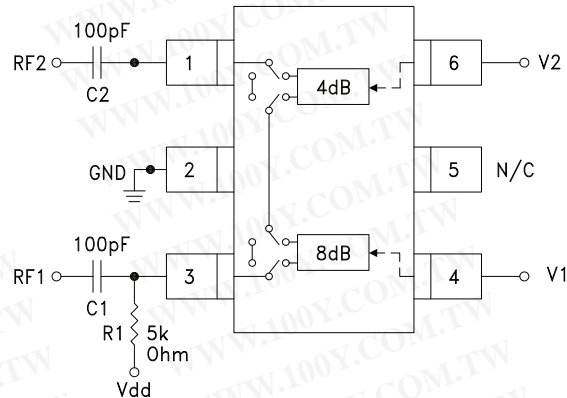 100pF
RF2
C2
1
6
V2
4dB
GND
2
5
N/C
100pF
RF1
C1
3
8dB
4
V1
R1
5k
Ohm
Vdd
WWW.100Y.COM.TW